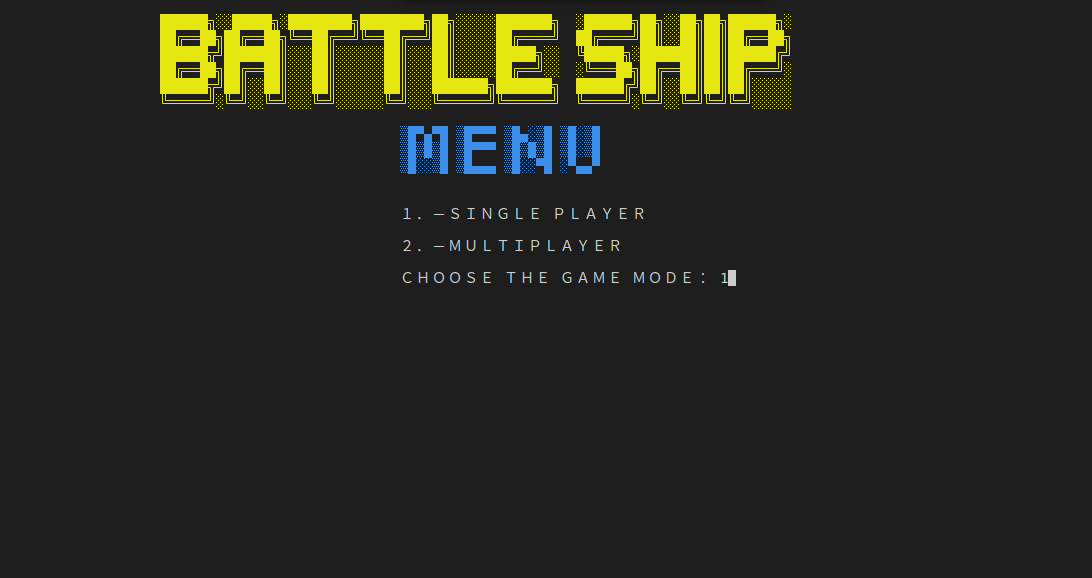 BATTLE SHIP
MENU
1. —SINGLE PLAYER
2. —MULTIPLAYER
CHOOSE THE GAME MODE: 1